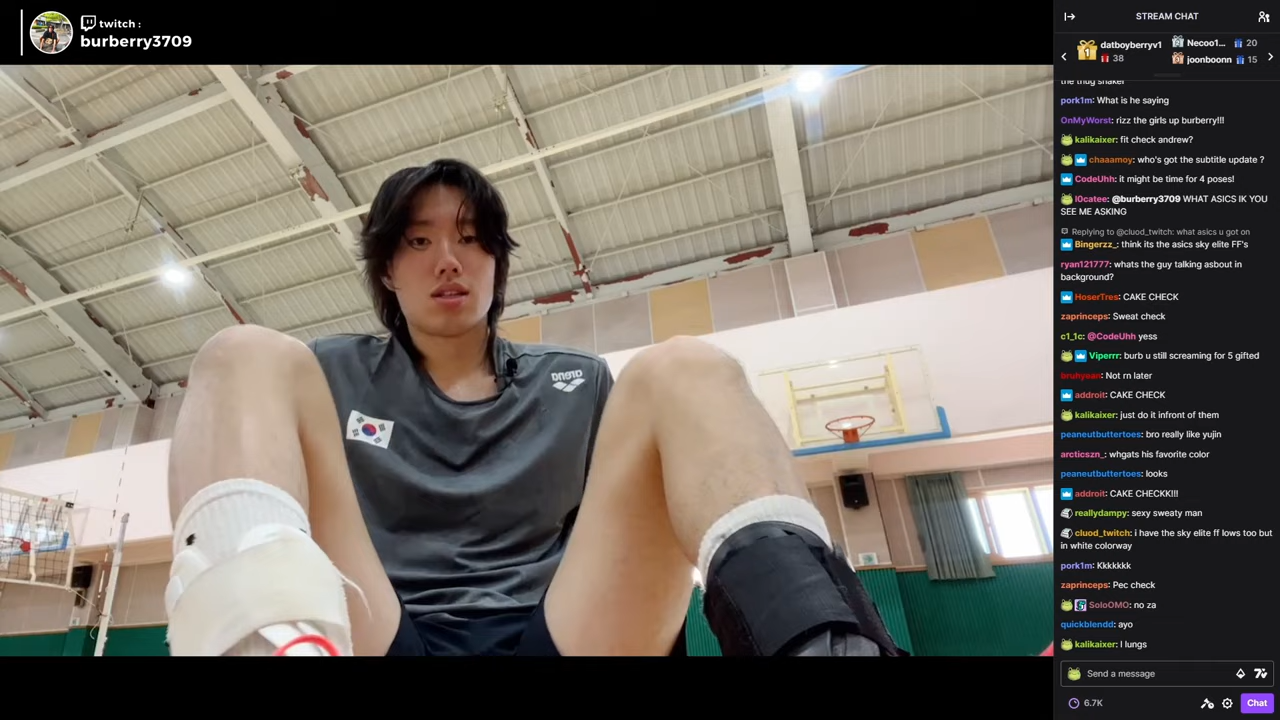 twitch :
burberry3709
arena
STREAM CHAT
datboyberryv1
38
Necoo1... 20
joonboonn 15
the thug shaker
pork1m: What is he saying
OnMyWorst: rizz the girls up burberry!!!
kalikaixer: fit check andrew?
chaaamoy: who's got the subtitle update ?
CodeUhh: it might be time for 4 poses!
l0catee: @burberry3709 WHAT ASICS IK YOU
SEE ME ASKING
Replying to @cluod_twitch: what asics u got on
Bingerzz_: think its the asics sky elite FF's
ryan121777: whats the guy talking asbout in
background?
HoserTres: CAKE CHECK
zaprinceps: Sweat check
c1_1c: @CodeUhh yess
Viperrr: burb u still screaming for 5 gifted
bruhyean: Not rn later
addroit: CAKE CHECK
kalikaixer: just do it infront of them
peaneutbuttertoes: bro really like yujin
arcticszn_: whgats his favorite color
peaneutbuttertoes: looks
addroit: CAKE CHECKK!!!
reallydampy: sexy sweaty man
cluod_twitch: i have the sky elite ff lows too but
in white colorway
pork1m: Kkkkkkk
zaprinceps: Pec check
SoloOMO: no za
quickblendd: ayo
kalikaixer: I lungs
Send a message
6.7K
Chat